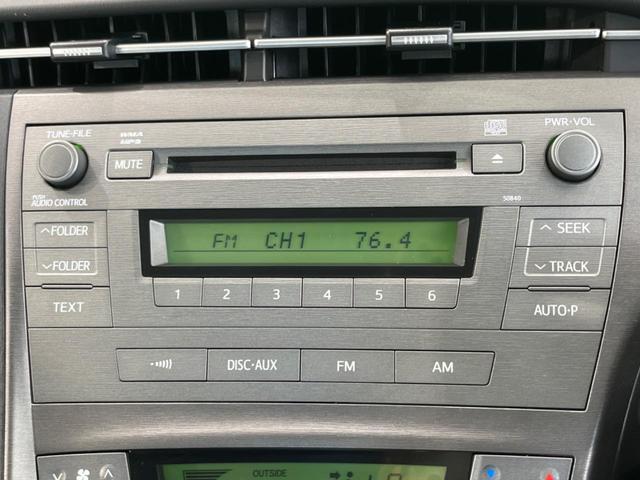 TUNE·FILE
WMA
MP3
PWR·VOL
MUTE
PUSH
AUDIO CONTROL
50840
∧ FOLDER
∨ FOLDER
TEXT
FM CH1 76.4
1 2 3 4 5 6
∧ SEEK
∨ TRACK
AUTO·P
DISC·AUX
FM
AM
OUTSIDE